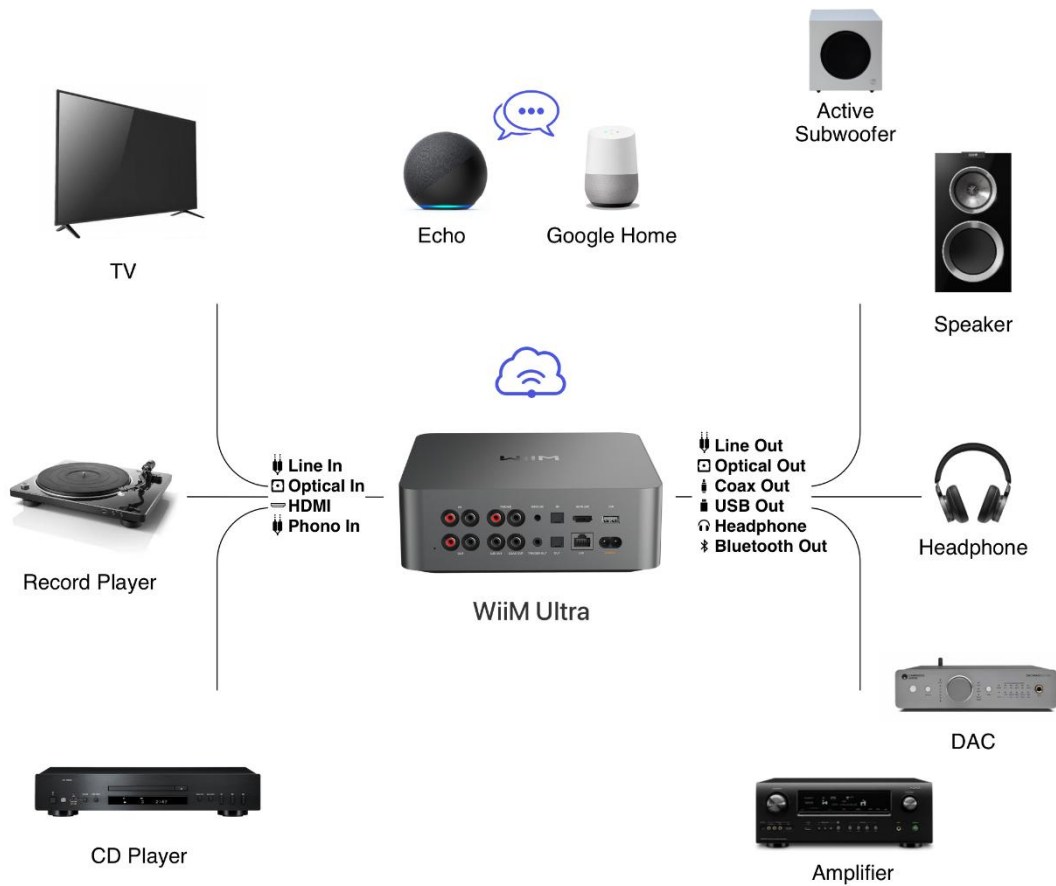 TV
Echo
Google Home
Active
Subwoofer
Speaker
Record Player
Line In
Optical In
HDMI
Phono In
WiiM
WiiM Ultra
Line Out
Optical Out
Coax Out
USB Out
Headphone
Bluetooth Out
Headphone
DAC
CD Player
Amplifier